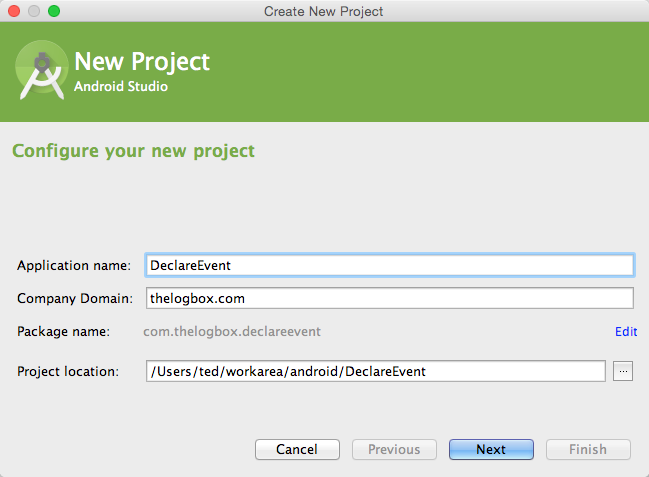 Create New Project
New Project
Android Studio
Configure your new project
Application name: DeclareEvent
Company Domain: thelogbox.com
Package name: com.thelogbox.declareevent Edit
Project location: /Users/ted/workarea/android/DeclareEvent ...
Cancel Previous Next Finish